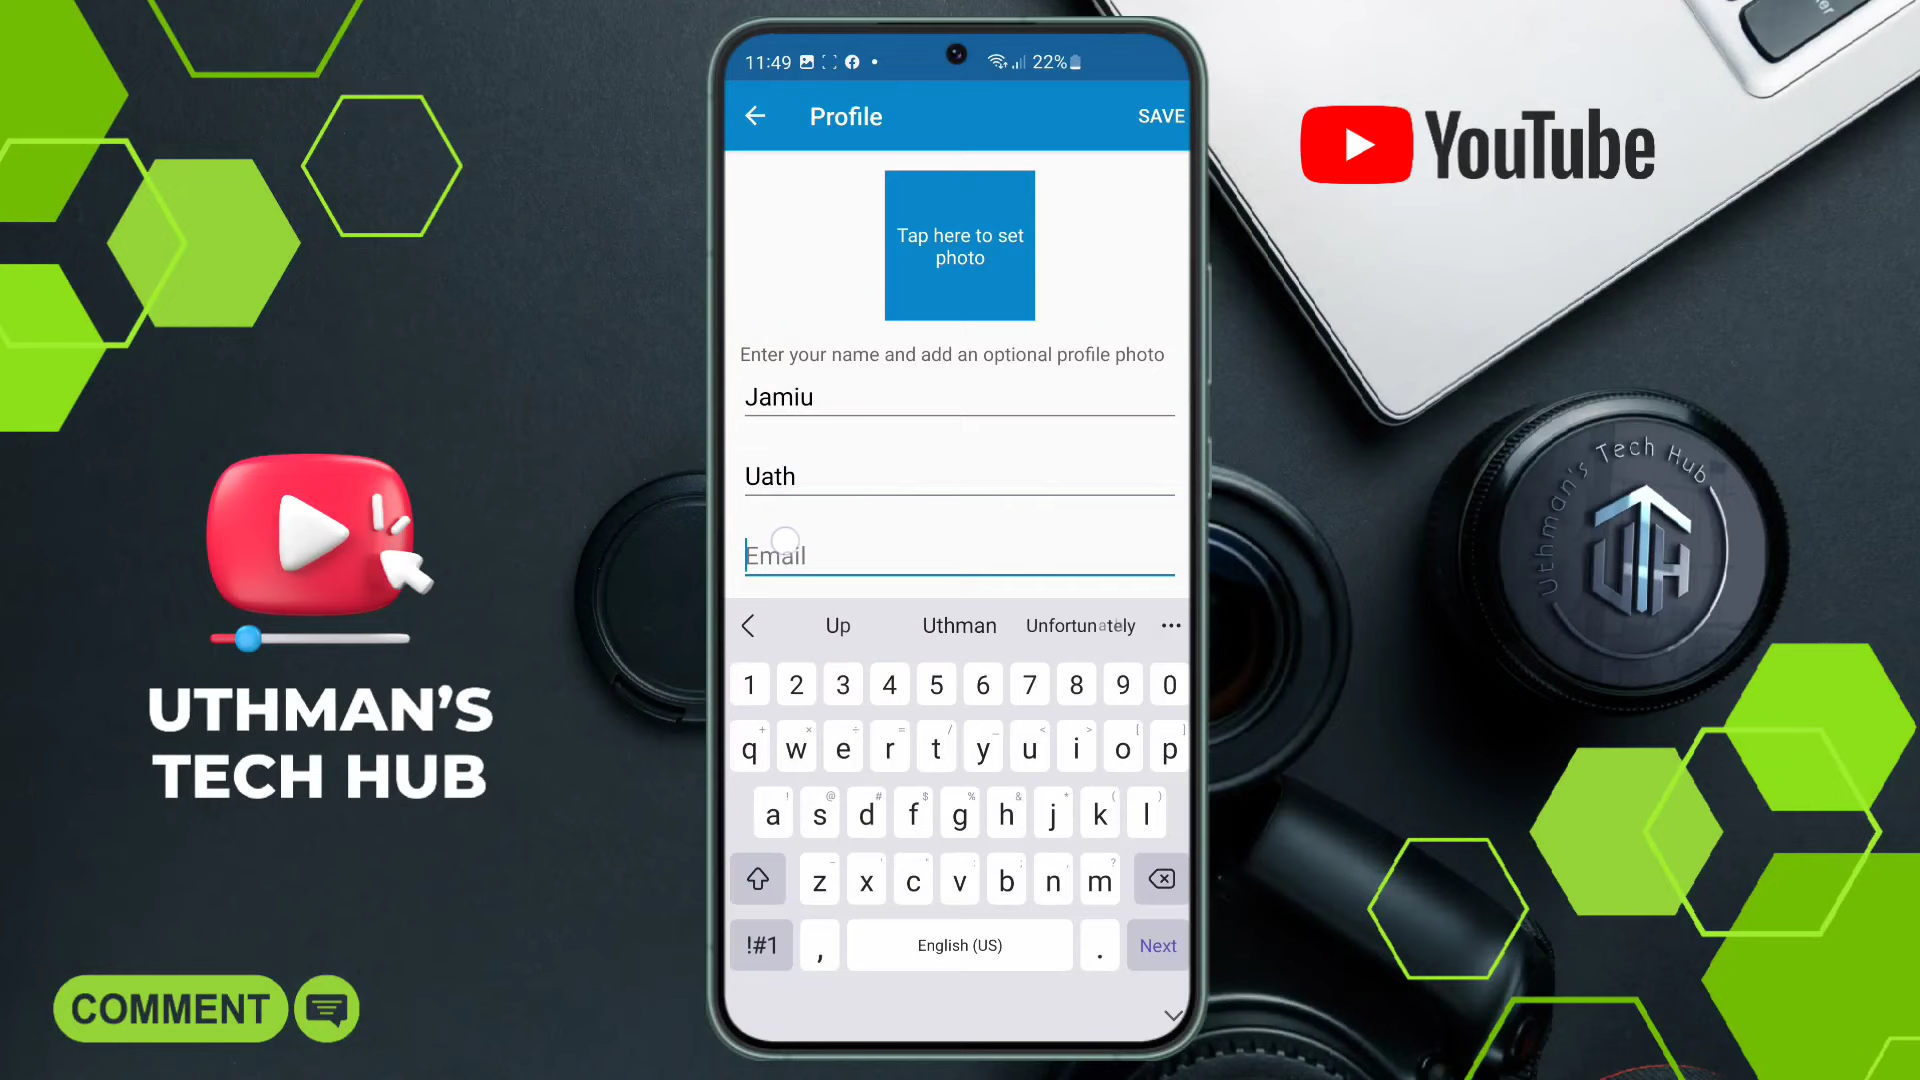 11:49
22%
Profile
SAVE
Tap here to set
photo
Enter your name and add an optional profile photo
Jamiu
Uath
Email
Up
Uthman
Unfortunately
1 2 3 4 5 6 7 8 9 0
q w e r t y u i o p
a s d f g h j k l
z x c v b n m
!#1 , English (US) . Next
YouTube
Uthman's Tech Hub
UTH
UTHMAN'S
TECH HUB
COMMENT